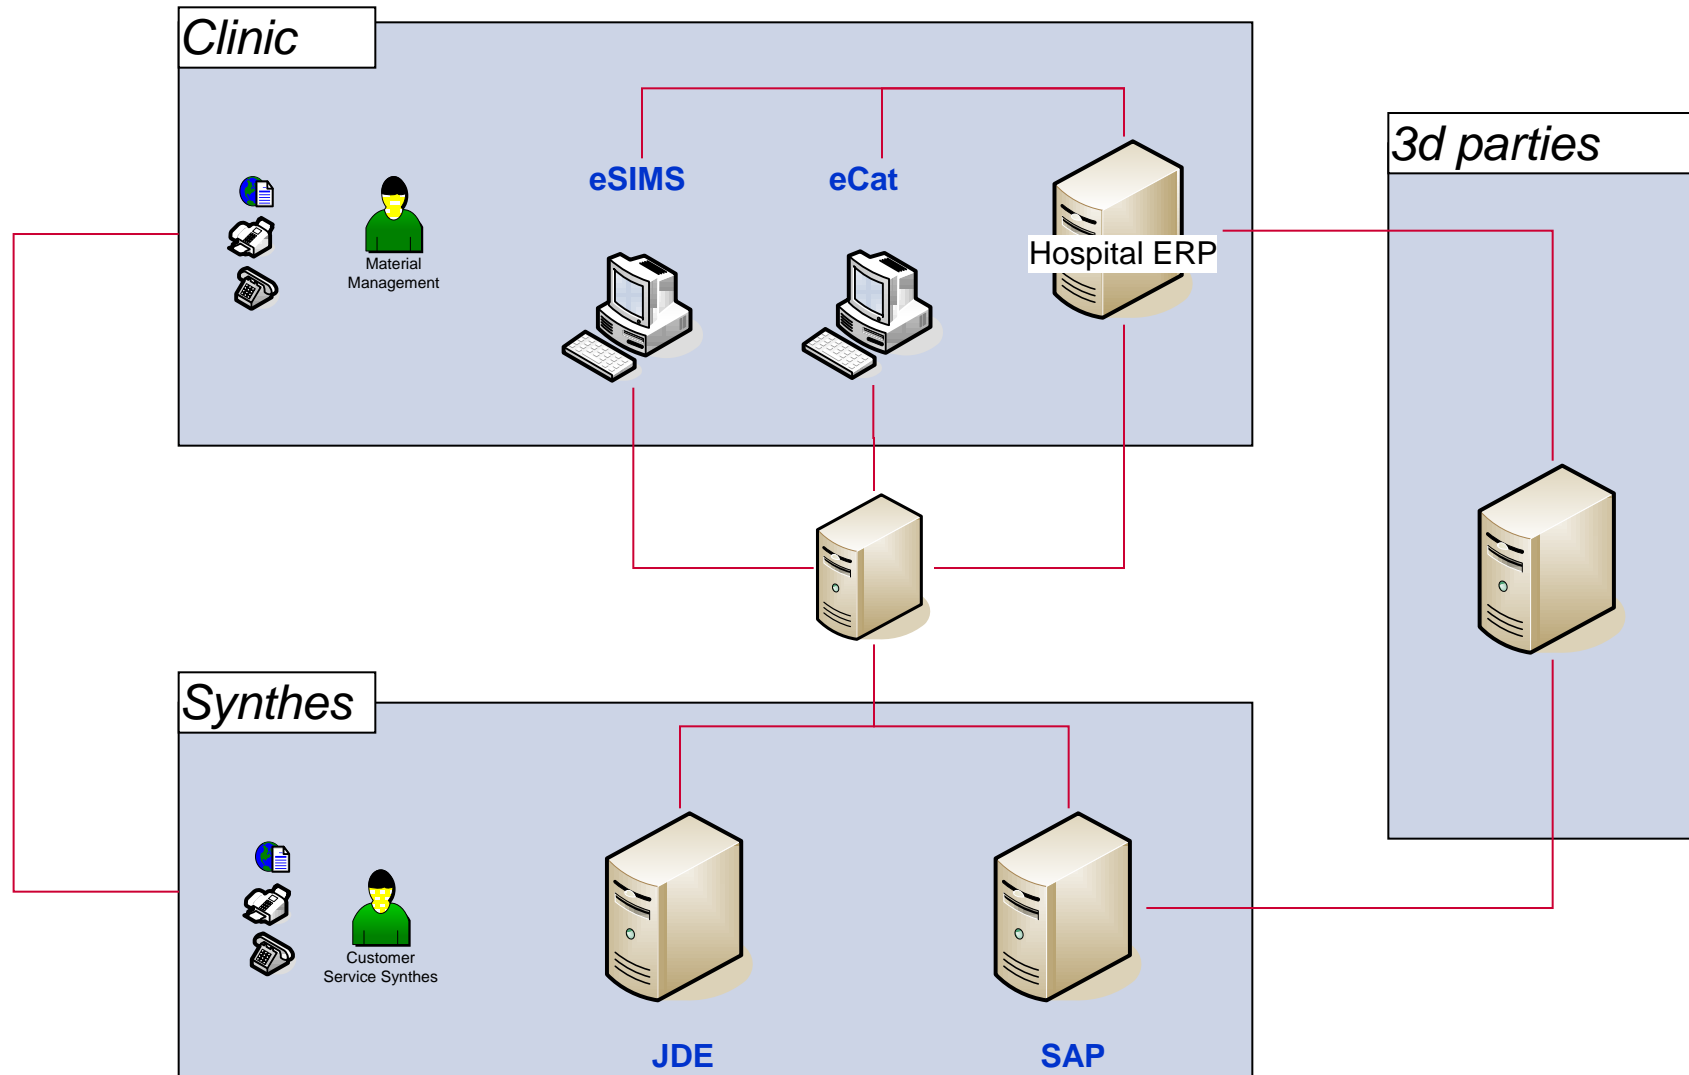 Clinic
3d parties
eSIMS
eCat
Hospital ERP
Material
Management
Synthes
Customer
Service Synthes
JDE
SAP